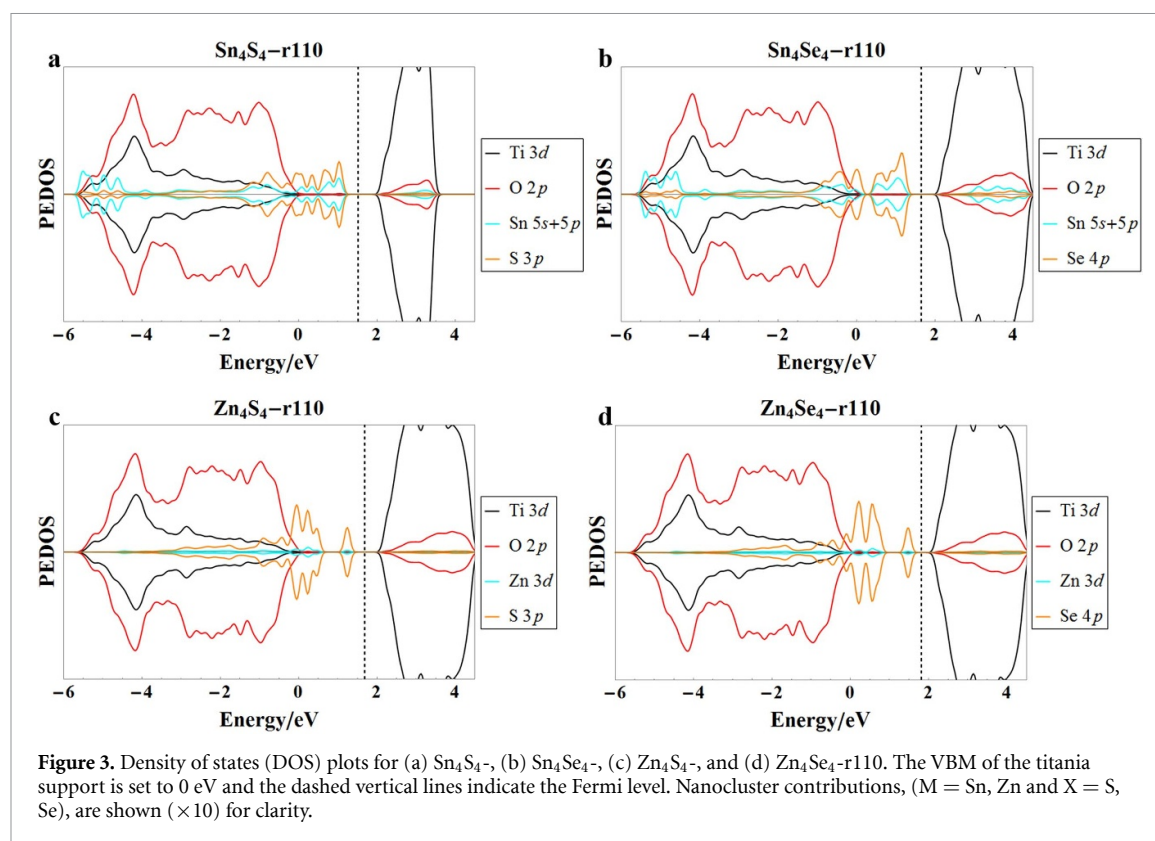 a
Sn₄S₄−r110
PEDOS
−6 −4 −2 0 2 4
Energy/eV
Ti 3d
O 2p
Sn 5s+5p
S 3p
b
Sn₄Se₄−r110
PEDOS
−6 −4 −2 0 2 4
Energy/eV
Ti 3d
O 2p
Sn 5s+5p
Se 4p
c
Zn₄S₄−r110
PEDOS
−6 −4 −2 0 2 4
Energy/eV
Ti 3d
O 2p
Zn 3d
S 3p
d
Zn₄Se₄−r110
PEDOS
−6 −4 −2 0 2 4
Energy/eV
Ti 3d
O 2p
Zn 3d
Se 4p
Figure 3. Density of states (DOS) plots for (a) Sn₄S₄-, (b) Sn₄Se₄-, (c) Zn₄S₄-, and (d) Zn₄Se₄-r110. The VBM of the titania
support is set to 0 eV and the dashed vertical lines indicate the Fermi level. Nanocluster contributions, (M = Sn, Zn and X = S,
Se), are shown (×10) for clarity.